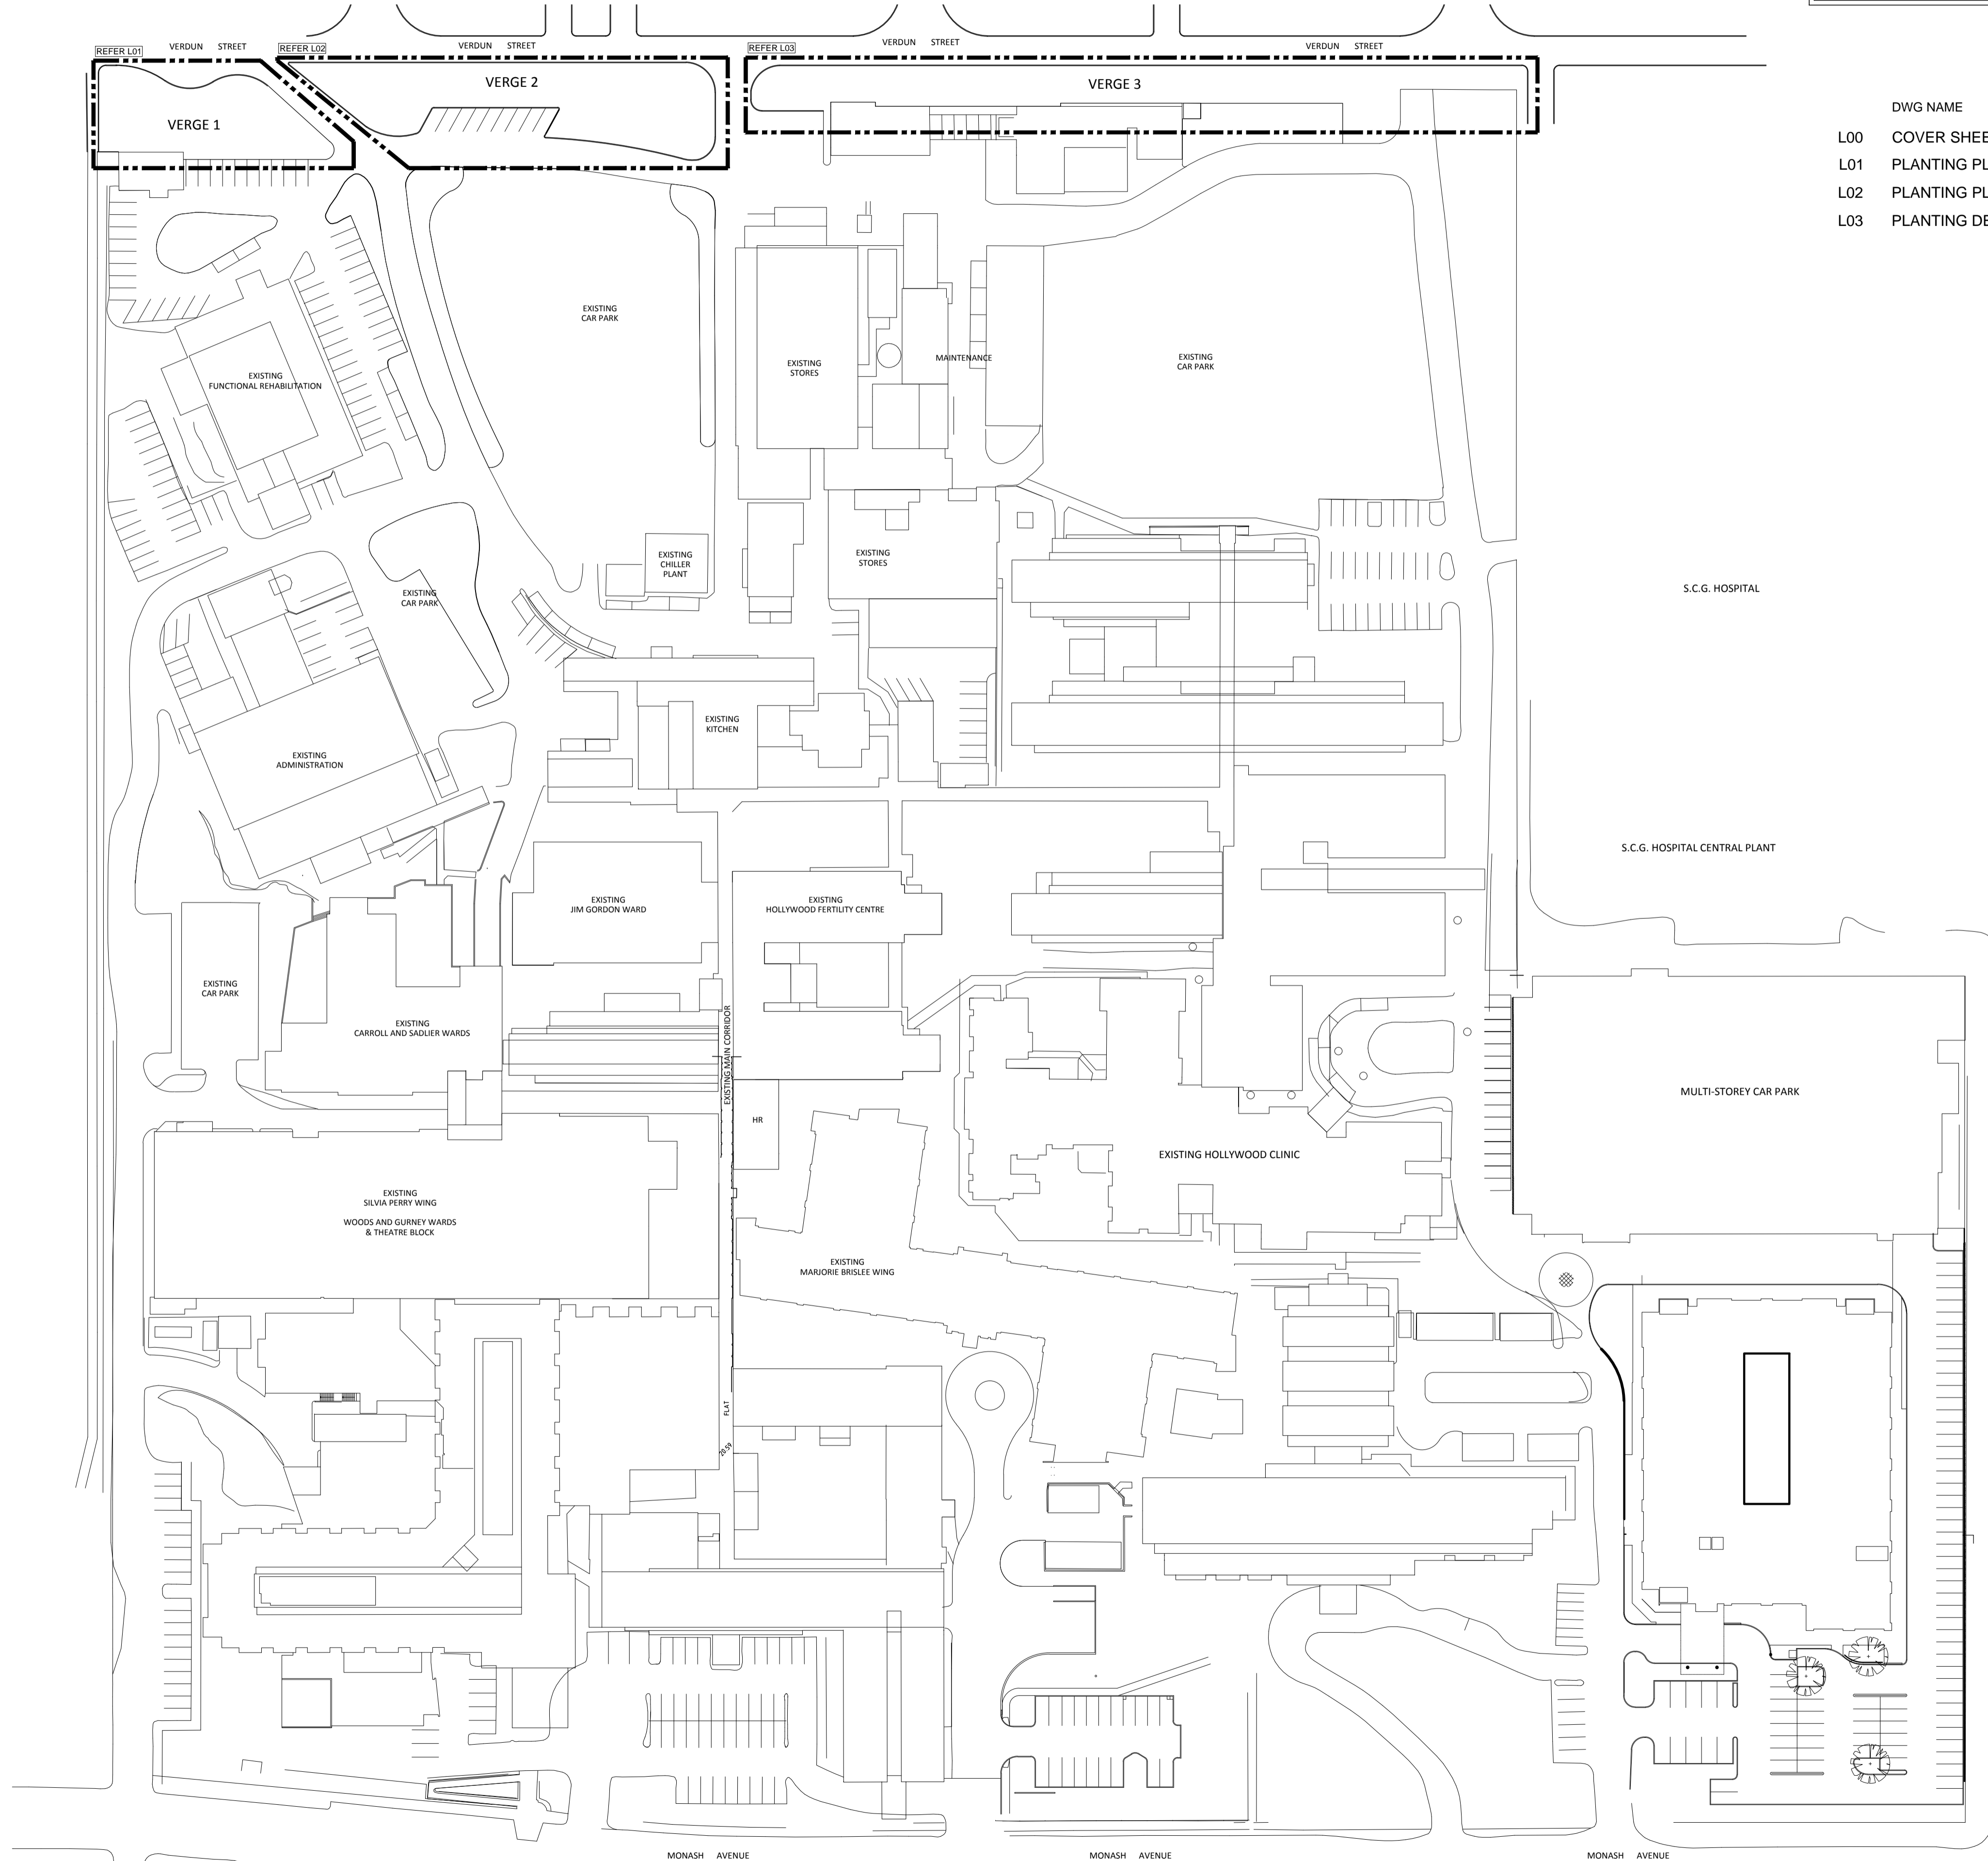 REFER L01
VERDUN STREET
REFER L02
VERDUN STREET
REFER L03
VERDUN STREET
VERDUN STREET
VERGE 1
VERGE 2
VERGE 3
DWG NAME
L00 COVER SHEE
L01 PLANTING PL
L02 PLANTING PL
L03 PLANTING DE
EXISTING
CAR PARK
EXISTING
FUNCTIONAL REHABILITATION
EXISTING
STORES
MAINTENANCE
EXISTING
CAR PARK
EXISTING
CHILLER
PLANT
EXISTING
STORES
EXISTING
CAR PARK
S.C.G. HOSPITAL
EXISTING
KITCHEN
EXISTING
ADMINISTRATION
S.C.G. HOSPITAL CENTRAL PLANT
EXISTING
JIM GORDON WARD
EXISTING
HOLLYWOOD FERTILITY CENTRE
EXISTING
CAR PARK
EXISTING
CARROLL AND SADLIER WARDS
EXISTING MAIN CORRIDOR
HR
MULTI-STOREY CAR PARK
EXISTING HOLLYWOOD CLINIC
EXISTING
SILVIA PERRY WING
WOODS AND GURNEY WARDS
& THEATRE BLOCK
EXISTING
MARJORIE BRISLEE WING
FLAT
20.59
MONASH AVENUE
MONASH AVENUE
MONASH AVENUE